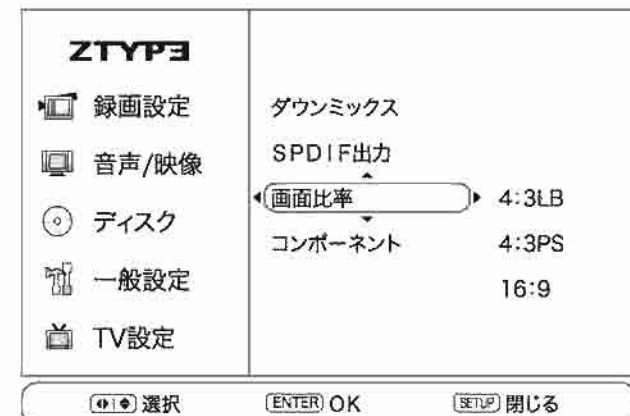 ZTYPE
録画設定
音声/映像
ディスク
一般設定
TV設定
ダウンミックス
SPDIF出力
画面比率
コンポーネント
4:3LB
4:3PS
16:9
選択
ENTER OK
SETUP 閉じる